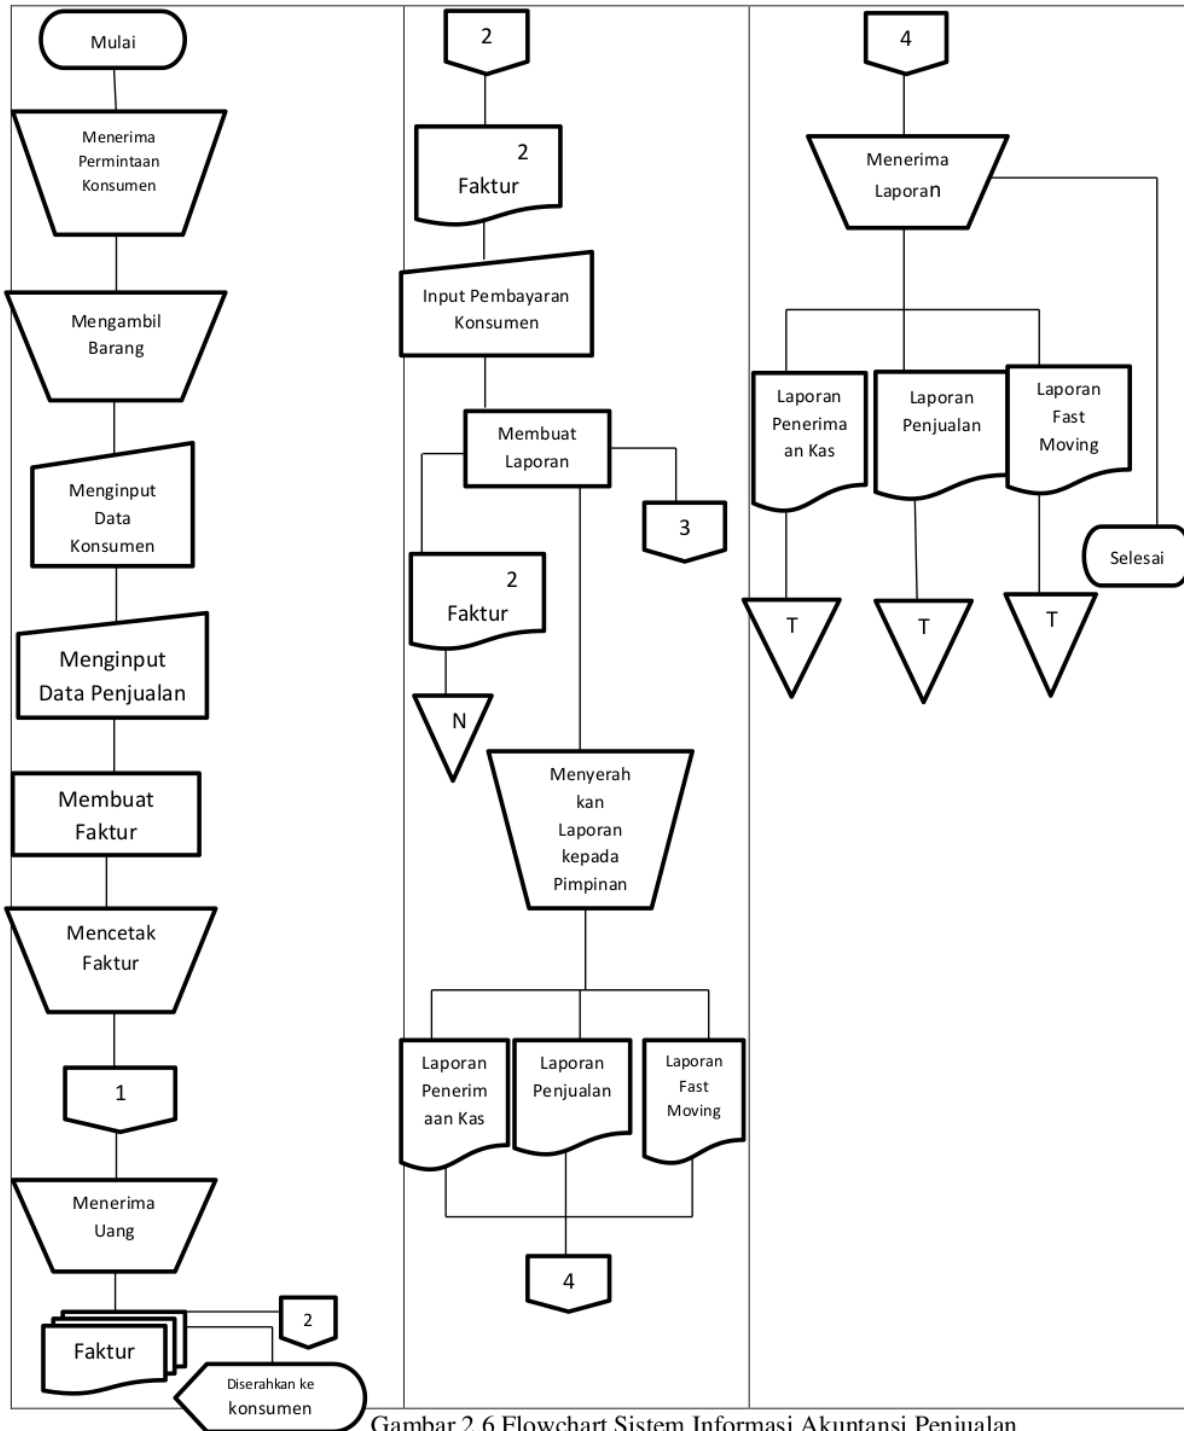 Mulai
Menerima
Permintaan
Konsumen
Mengambil
Barang
Menginput
Data
Konsumen
Menginput
Data Penjualan
Membuat
Faktur
Mencetak
Faktur
1
Menerima
Uang
Faktur
2
Diserahkan ke
konsumen
2
2
Faktur
Input Pembayaran
Konsumen
Membuat
Laporan
3
2
Faktur
N
Menyerah
kan
Laporan
kepada
Pimpinan
Laporan
Penerim
aan Kas
Laporan
Penjualan
Laporan
Fast
Moving
4
4
Menerima
Laporan
Laporan
Penerima
an Kas
Laporan
Penjualan
Laporan
Fast
Moving
Selesai
T
T
T
Gambar 2.6 Flowchart Sistem Informasi Akuntansi Penjualan